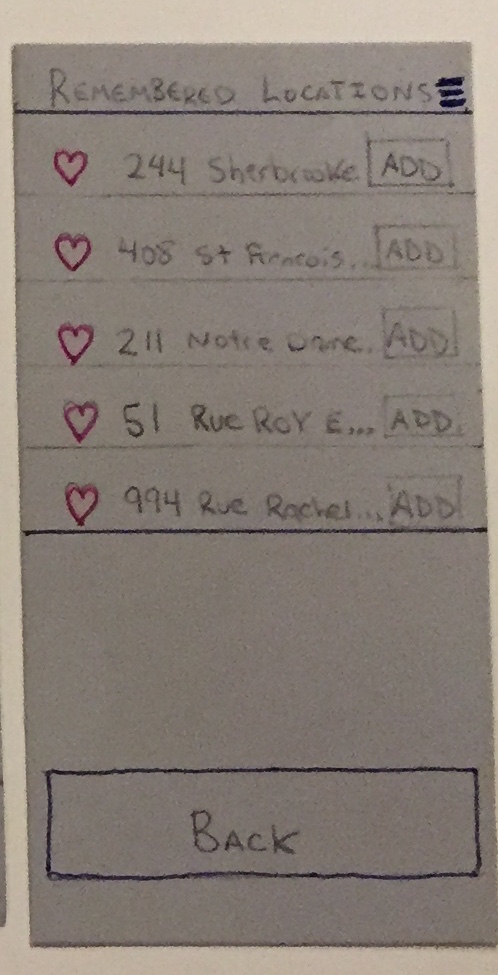 REMEMBERED LOCATIONS
244 Sherbrooke ADD
408 St Francois... ADD
211 Notre Dame. ADD
51 Rue ROY E... ADD
994 Rue Rachel... ADD
BACK